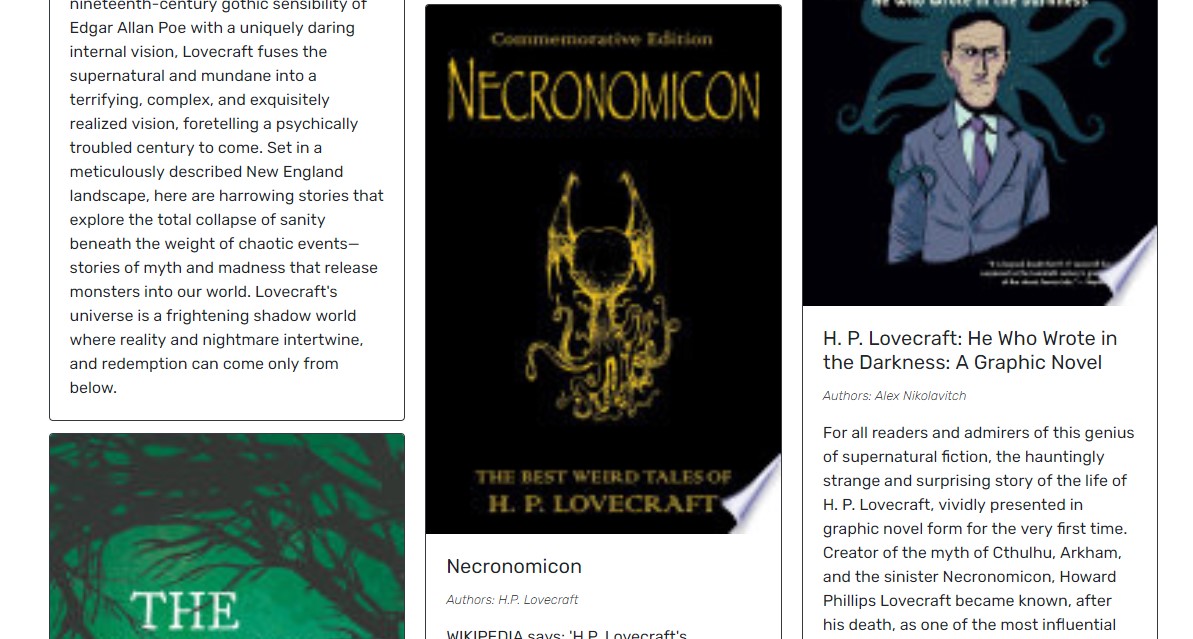 nineteenth-century gothic sensibility of
Edgar Allan Poe with a uniquely daring
internal vision, Lovecraft fuses the
supernatural and mundane into a
terrifying, complex, and exquisitely
realized vision, foretelling a psychically
troubled century to come. Set in a
meticulously described New England
landscape, here are harrowing stories that
explore the total collapse of sanity
beneath the weight of chaotic events—
stories of myth and madness that release
monsters into our world. Lovecraft's
universe is a frightening shadow world
where reality and nightmare intertwine,
and redemption can come only from
below.
THE
Commemorative Edition
NECRONOMICON
THE BEST WEIRD TALES OF
H. P. LOVECRAFT
Necronomicon
Authors: H.P. Lovecraft
WIKIPEDIA says: 'H.P. Lovecraft's
He Who Wrote in the Darkness
H. P. Lovecraft: He Who Wrote in
the Darkness: A Graphic Novel
Authors: Alex Nikolavitch
For all readers and admirers of this genius
of supernatural fiction, the hauntingly
strange and surprising story of the life of
H. P. Lovecraft, vividly presented in
graphic novel form for the very first time.
Creator of the myth of Cthulhu, Arkham,
and the sinister Necronomicon, Howard
Phillips Lovecraft became known, after
his death, as one of the most influential